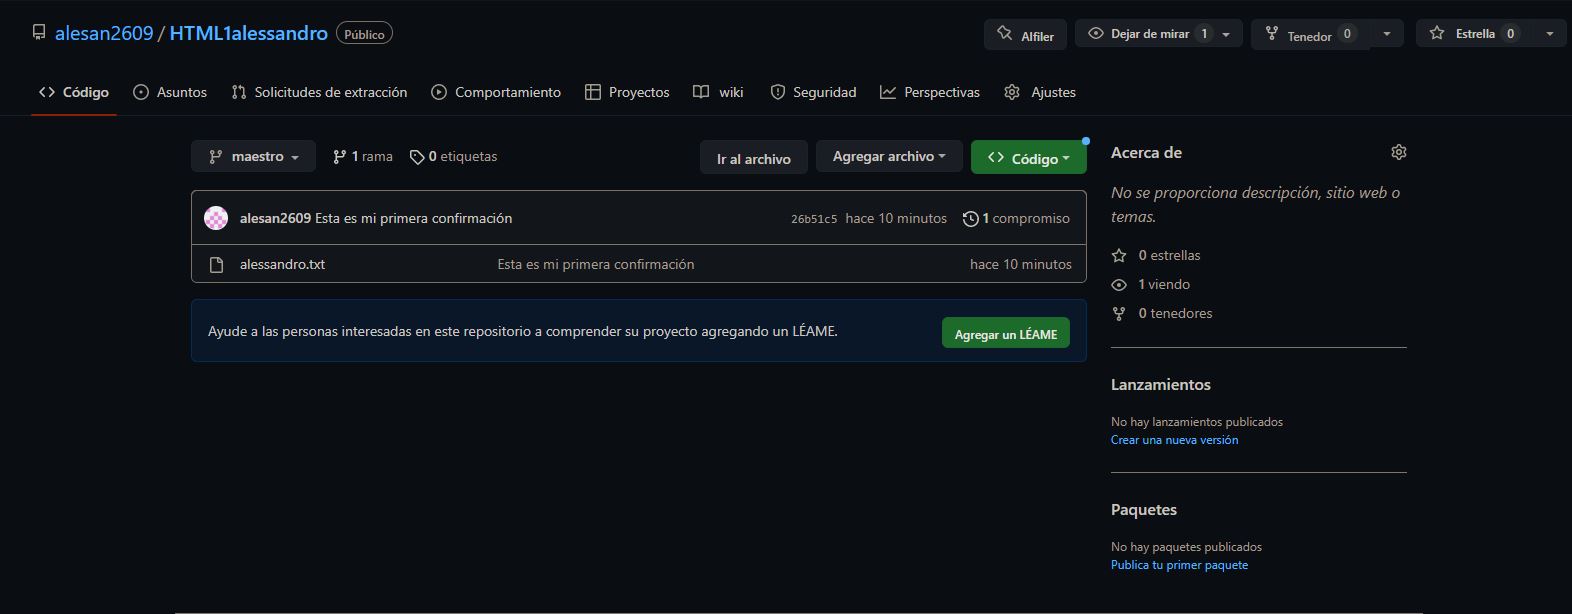 alesan2609 / HTML1alessandro Público
Alfiler Dejar de mirar 1 Tenedor 0 Estrella 0
Código Asuntos Solicitudes de extracción Comportamiento Proyectos wiki Seguridad Perspectivas Ajustes
maestro 1 rama 0 etiquetas Ir al archivo Agregar archivo Código
alesan2609 Esta es mi primera confirmación 26b51c5 hace 10 minutos 1 compromiso
alessandro.txt Esta es mi primera confirmación hace 10 minutos
Ayude a las personas interesadas en este repositorio a comprender su proyecto agregando un LÉAME. Agregar un LÉAME
Acerca de
No se proporciona descripción, sitio web o
temas.
0 estrellas
1 viendo
0 tenedores
Lanzamientos
No hay lanzamientos publicados
Crear una nueva versión
Paquetes
No hay paquetes publicados
Publica tu primer paquete